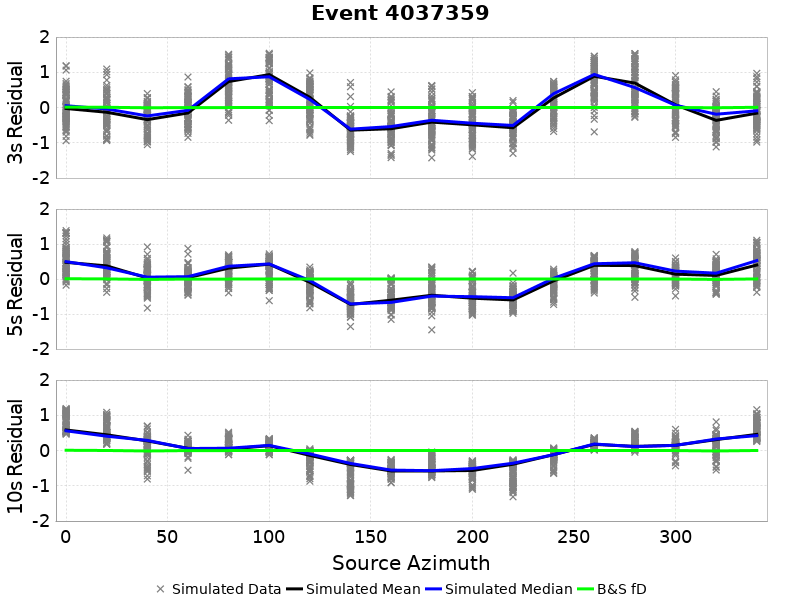 Event 4037359
3s Residual
2
1
0
-1
-2
5s Residual
2
1
0
-1
-2
10s Residual
2
1
0
-1
-2
0 50 100 150 200 250 300
Source Azimuth
Simulated Data Simulated Mean Simulated Median B&S fD